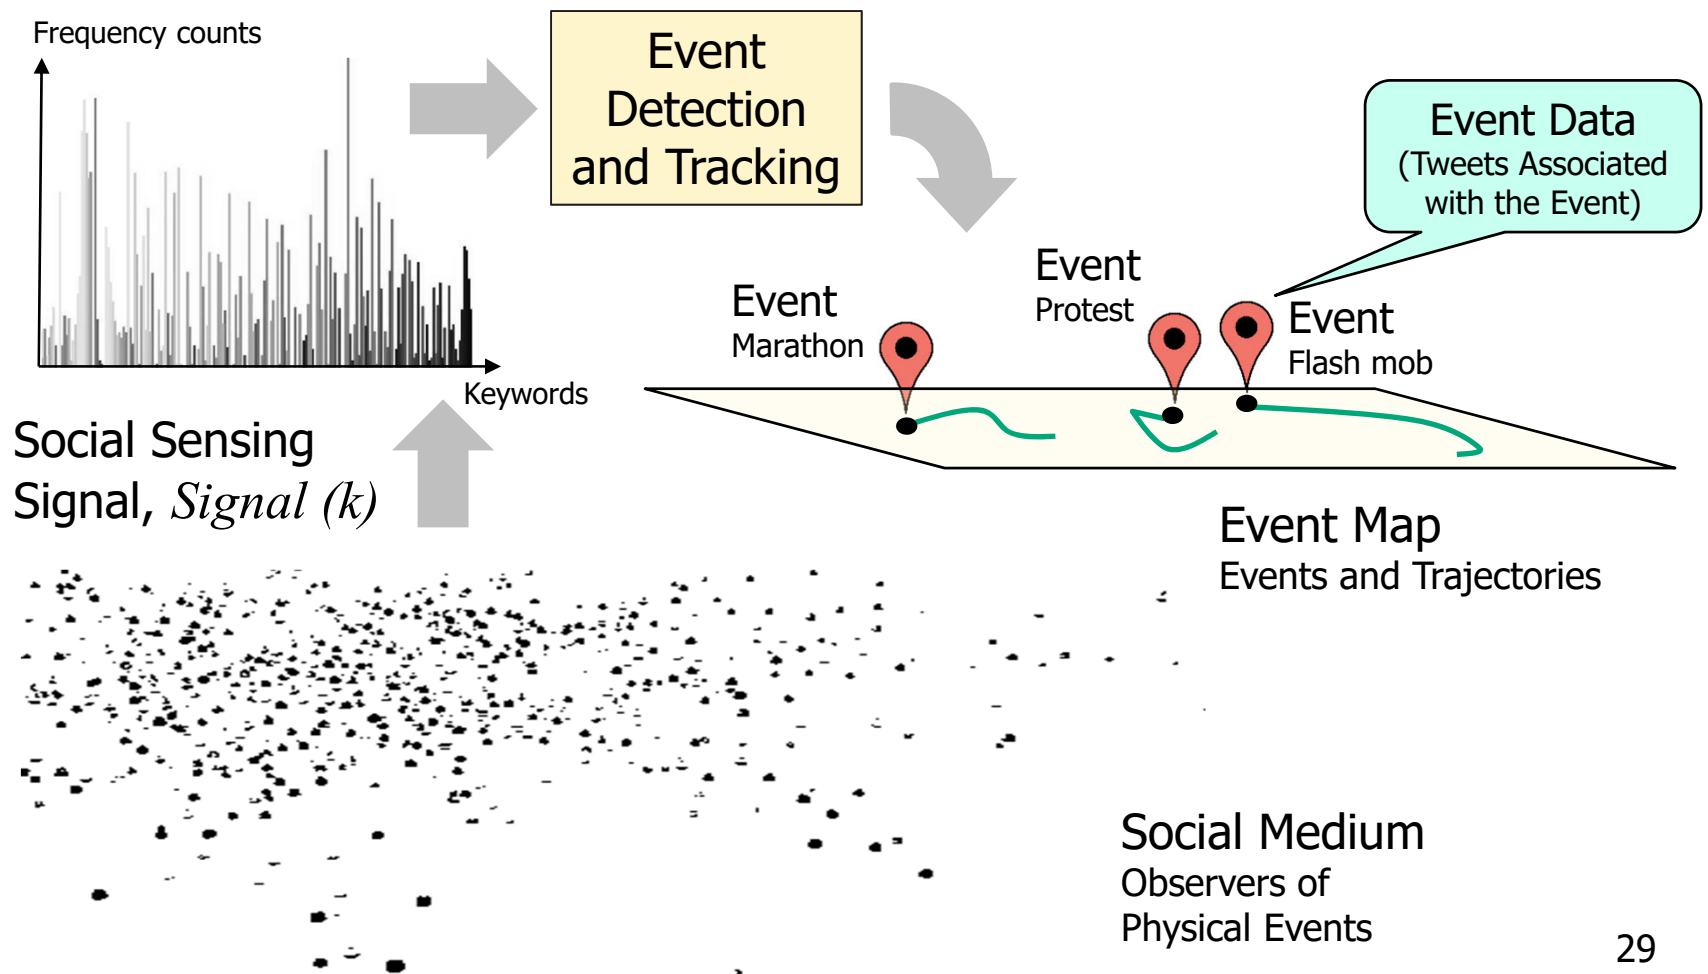 Frequency counts
Keywords
Event
Detection
and Tracking
Event Data
(Tweets Associated
with the Event)
Event
Marathon
Event
Protest
Event
Flash mob
Social Sensing
Signal, Signal (k)
Event Map
Events and Trajectories
Social Medium
Observers of
Physical Events
29